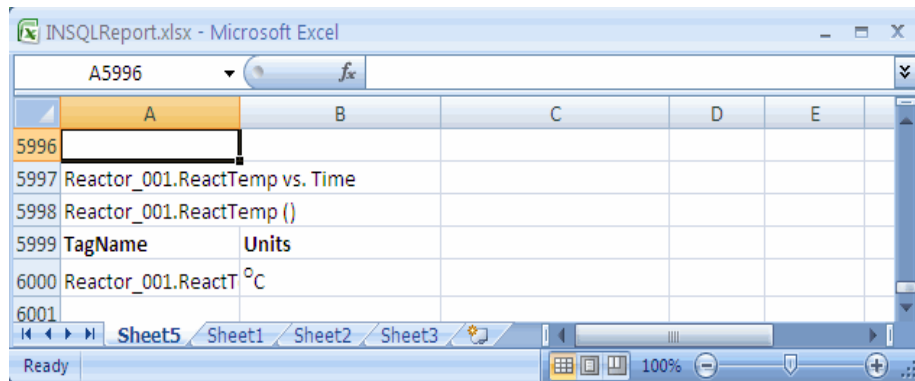 INSQLReport.xlsx - Microsoft Excel
A5996 fx
A B C D E
5996
5997 Reactor_001.ReactTemp vs. Time
5998 Reactor_001.ReactTemp ()
5999 TagName Units
6000 Reactor_001.ReactT °C
6001
Sheet5 Sheet1 Sheet2 Sheet3
Ready 100%